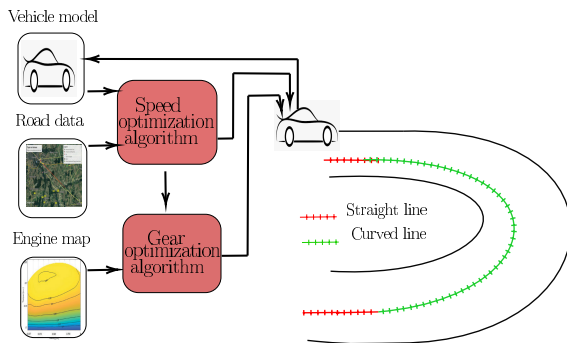 Vehicle model
Road data
Engine map
Speed
optimization
algorithm
Gear
optimization
algorithm
Straight line
Curved line